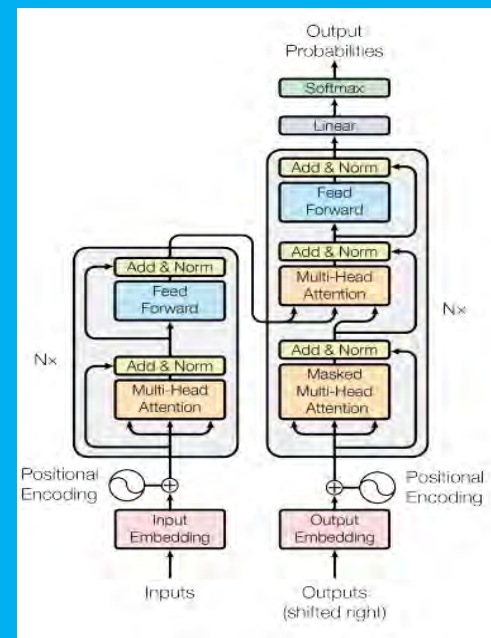 Output
Probabilities
Softmax
Linear
Add & Norm
Feed
Forward
Add & Norm
Multi-Head
Attention
Add & Norm
Masked
Multi-Head
Attention
Nx
Positional
Encoding
Output
Embedding
Outputs
(shifted right)
Add & Norm
Feed
Forward
Add & Norm
Multi-Head
Attention
Nx
Positional
Encoding
Input
Embedding
Inputs